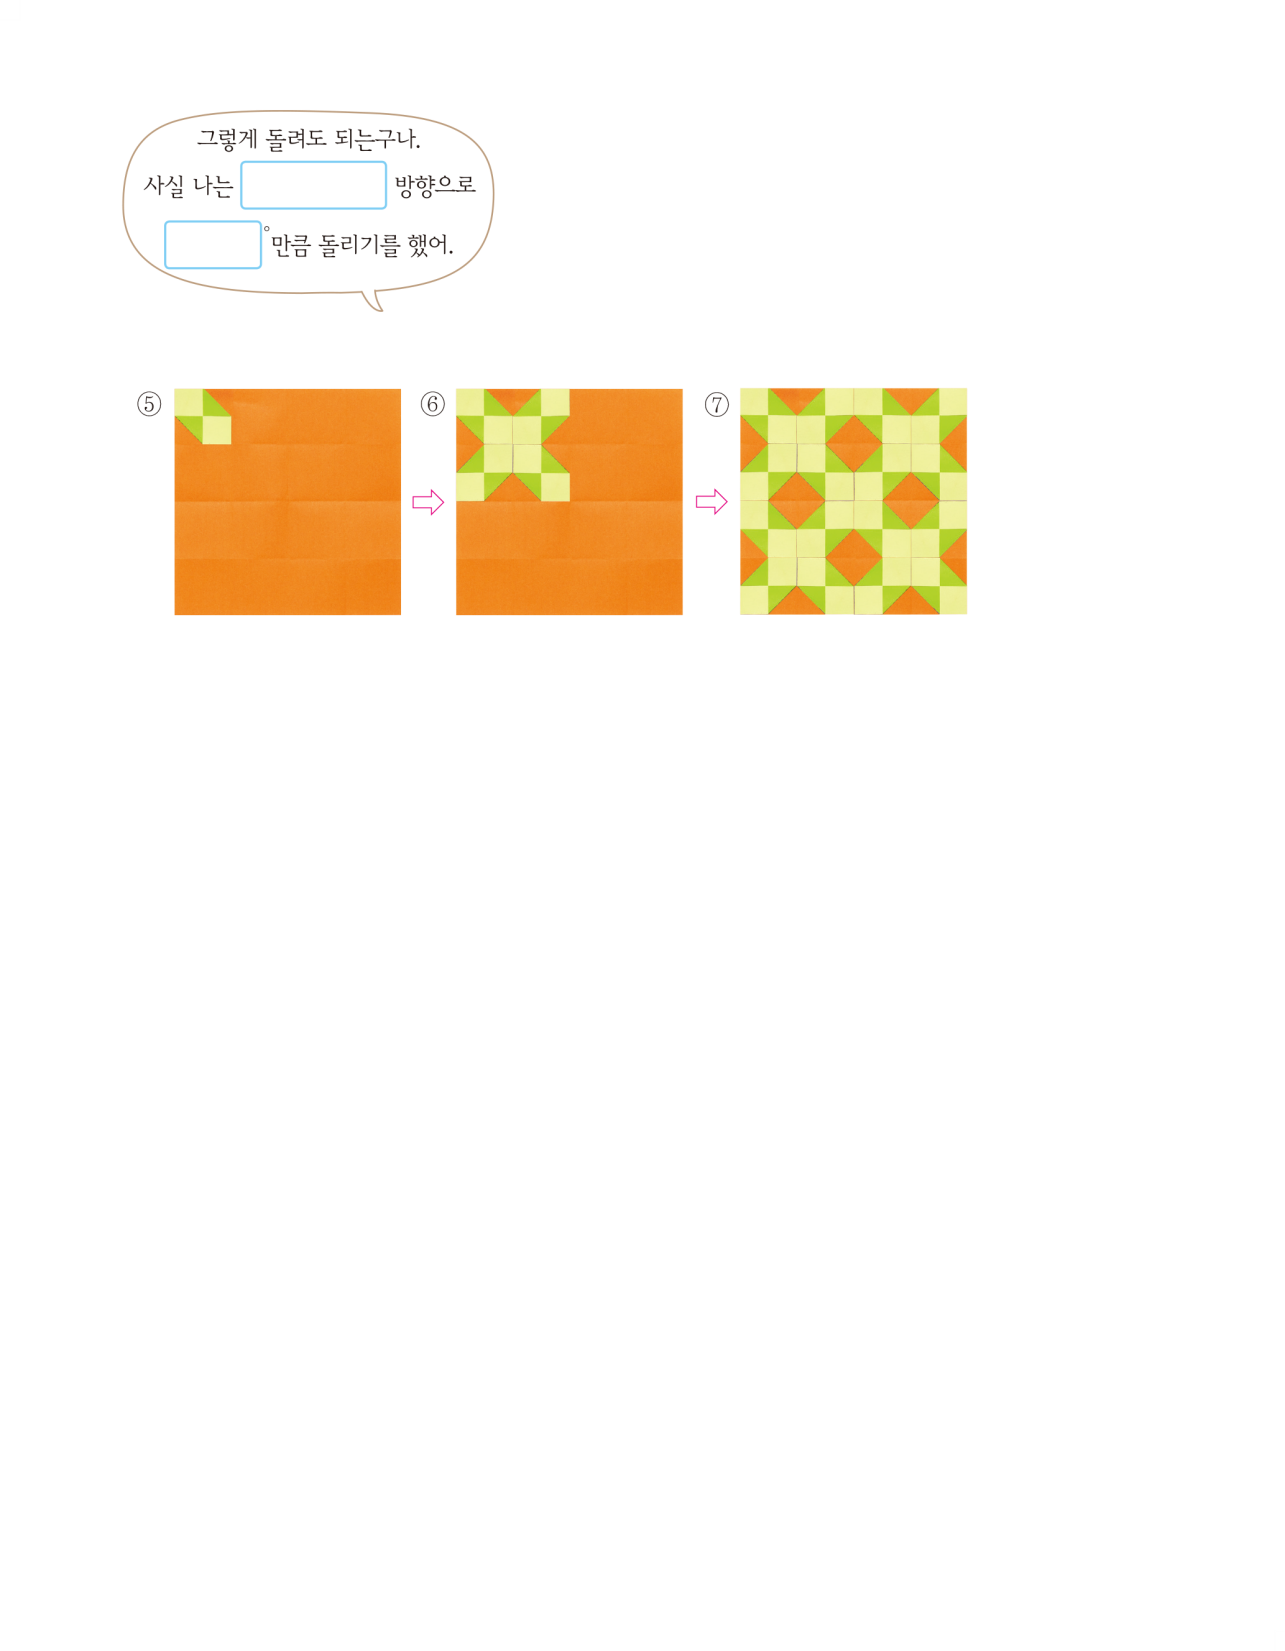 그렇게 돌려도 되는구나.
사실 나는 방향으로
°만큼 돌리기를 했어.
⑤ ⑥ ⑦